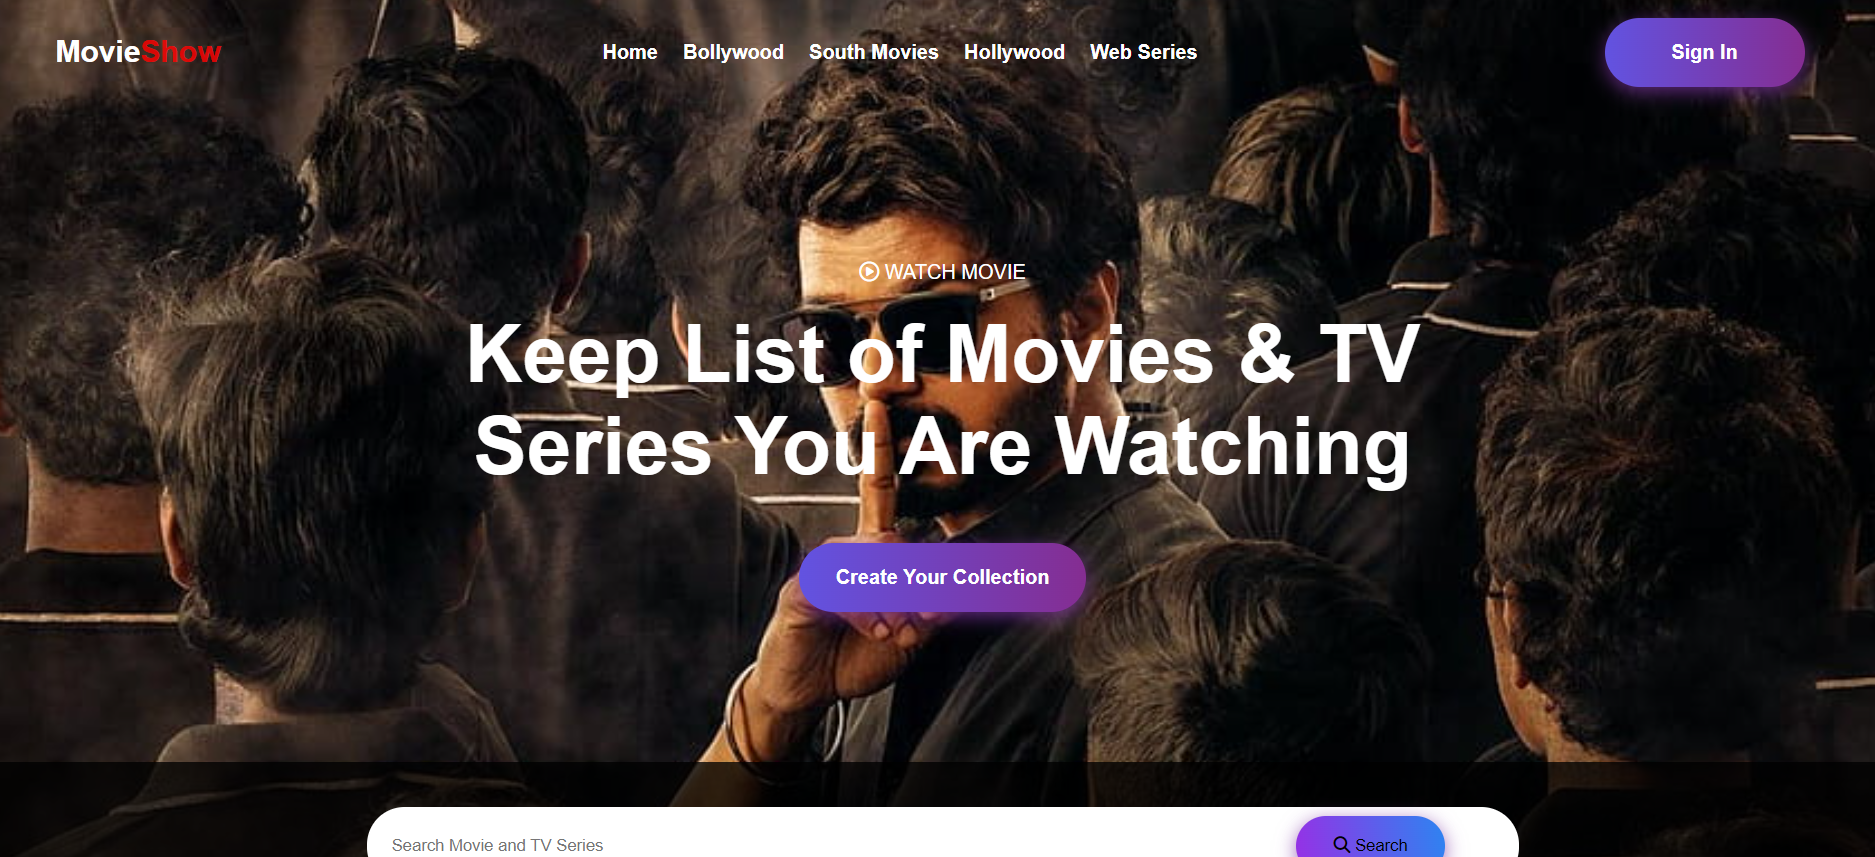 MovieShow
Home Bollywood South Movies Hollywood Web Series
Sign In
WATCH MOVIE
Keep List of Movies & TV
Series You Are Watching
Create Your Collection
Search Movie and TV Series
Search